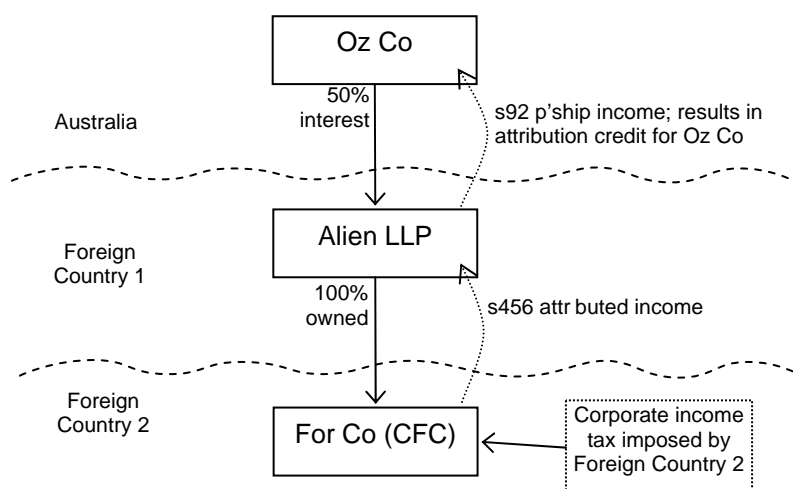 Oz Co
50%
interest
s92 p'ship income; results in
attribution credit for Oz Co
Australia
Alien LLP
Foreign
Country 1
100%
owned
s456 attr buted income
Foreign
Country 2
For Co (CFC)
Corporate income
tax imposed by
Foreign Country 2